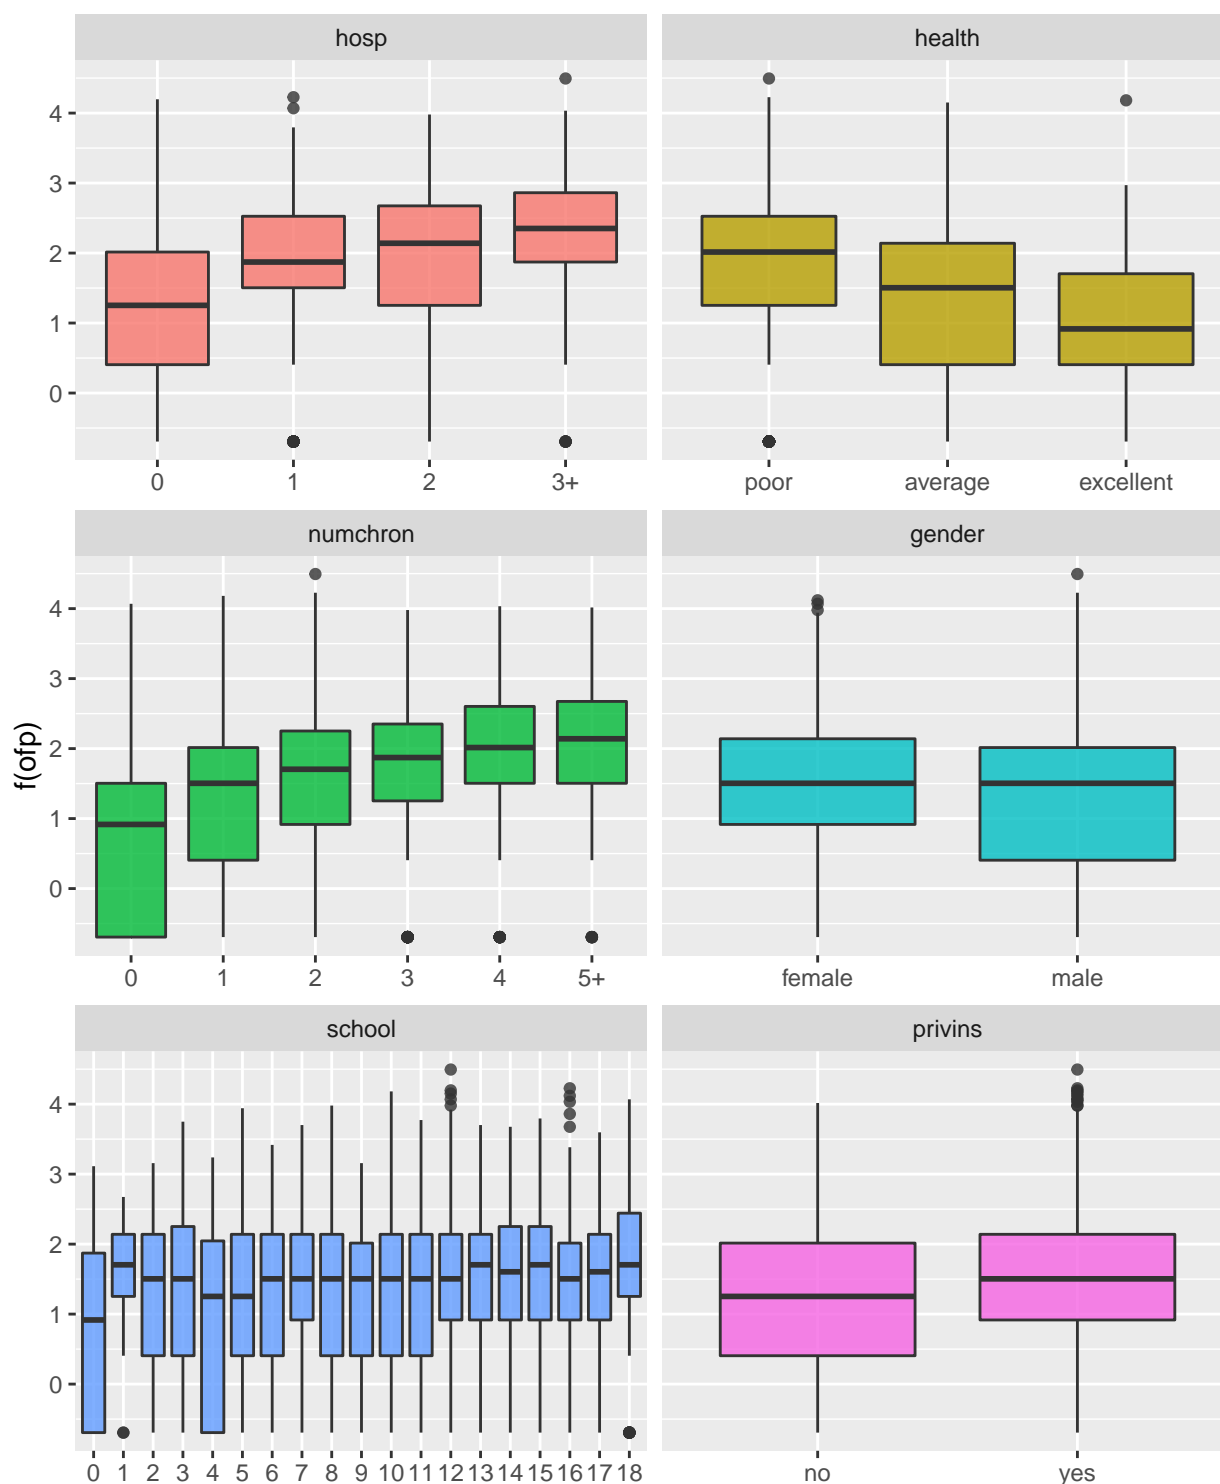 f(ofp)
hosp
4
3
2
1
0
0 1 2 3+
health
poor average excellent
numchron
4
3
2
1
0
0 1 2 3 4 5+
gender
female male
school
4
3
2
1
0
0 1 2 3 4 5 6 7 8 9 10 11 12 13 14 15 16 17 18
privins
no yes